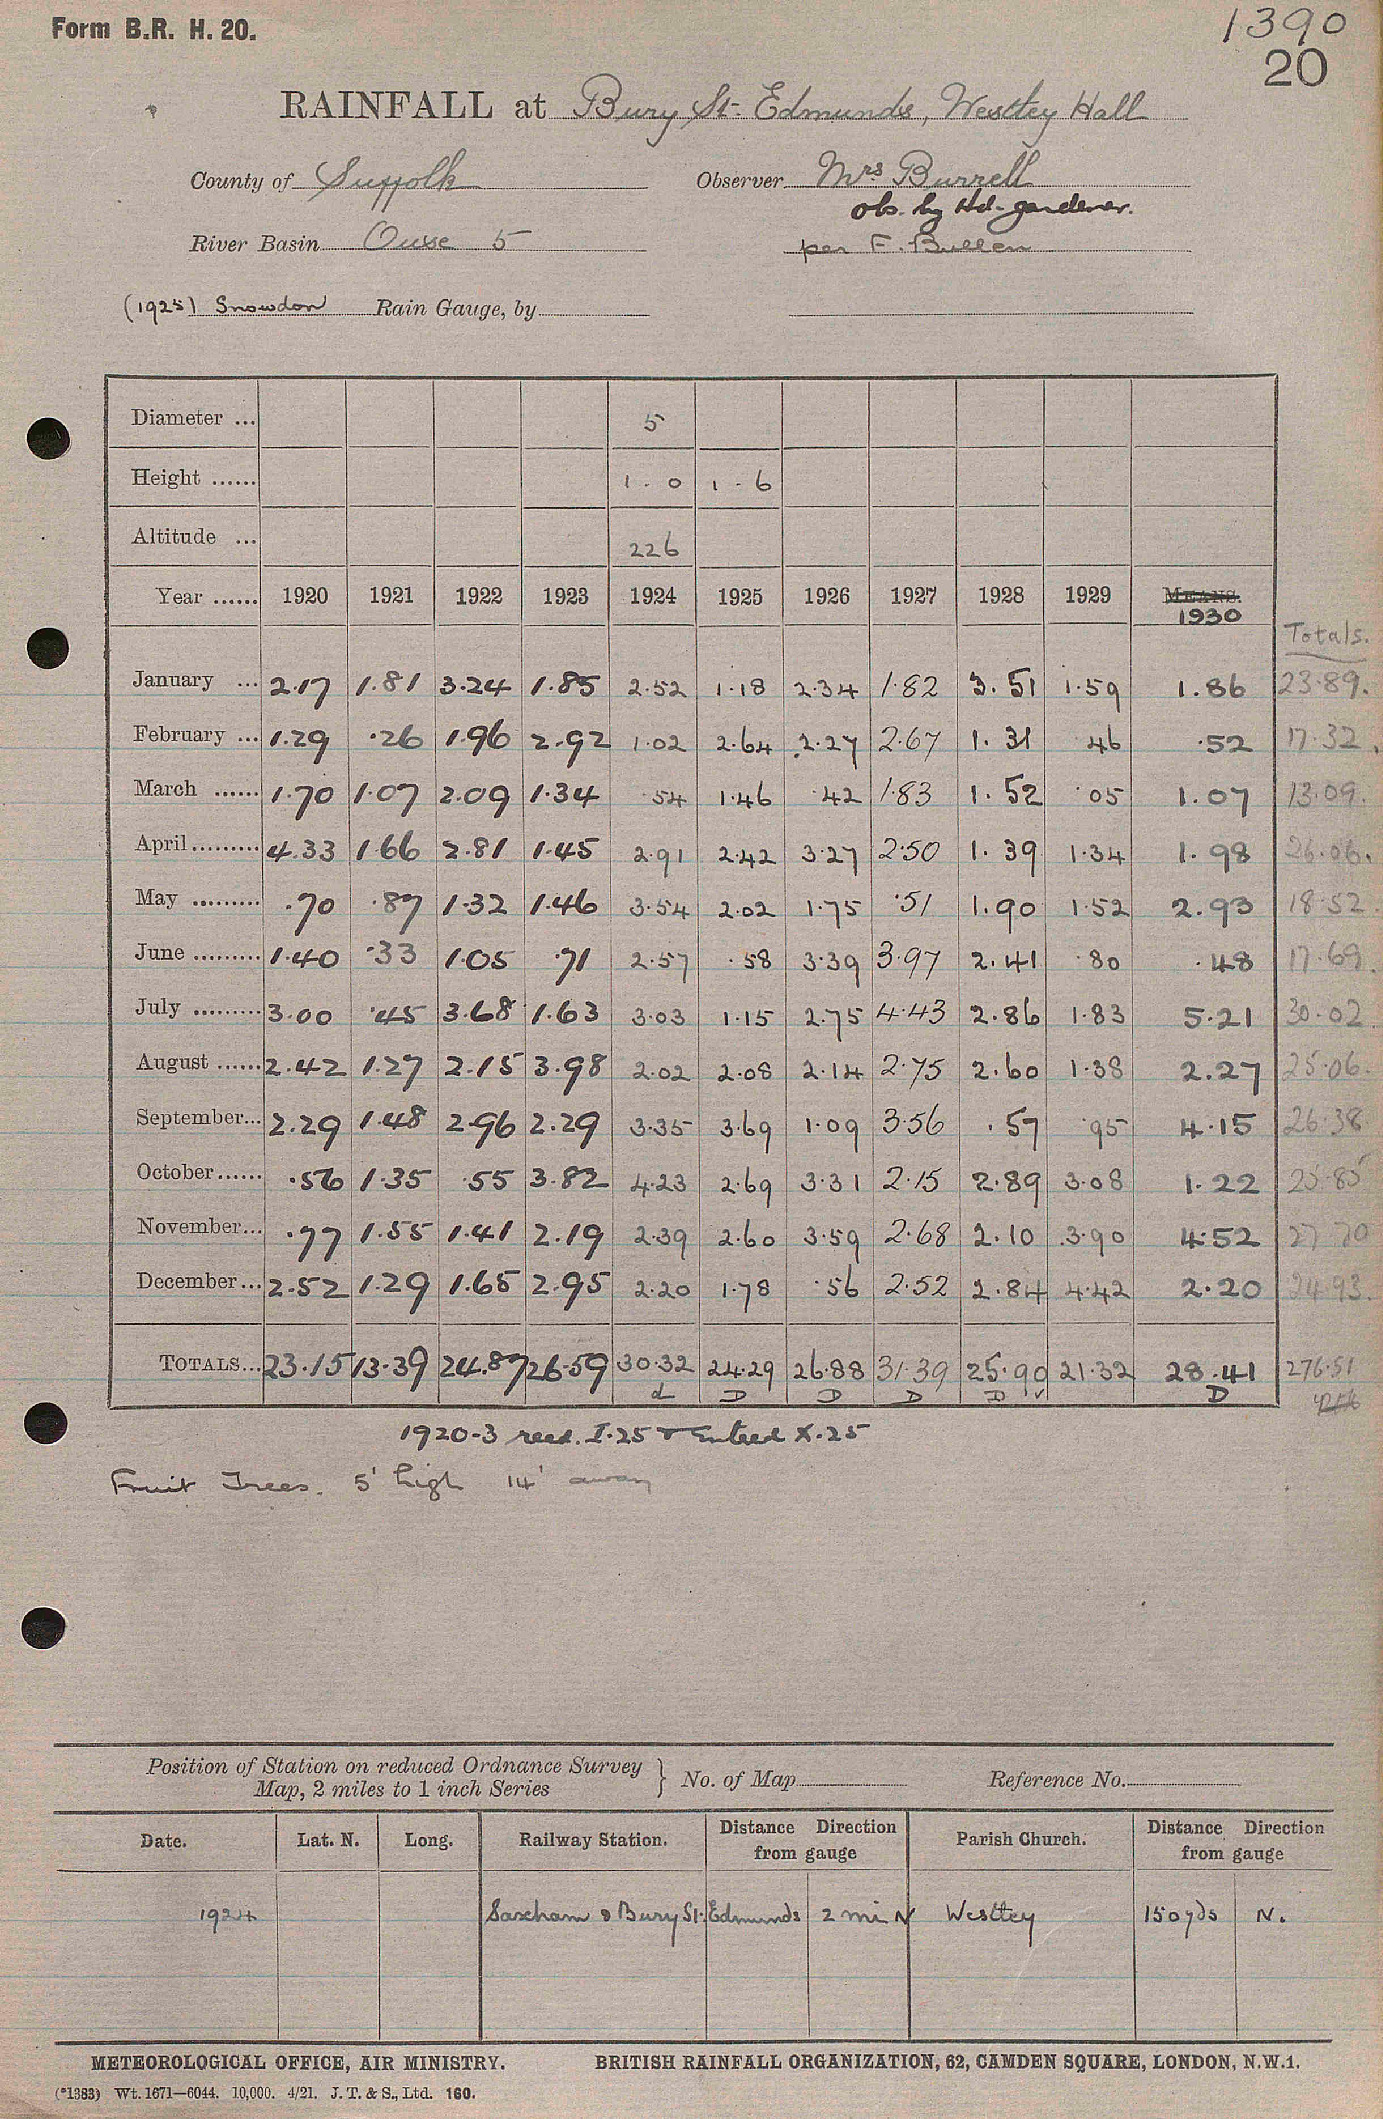 Form B.R. H. 20.
1390
20
RAINFALL at Bury St. Edmunds, Westley Hall
County of Suffolk Observer Mrs Burrell
obs. by Hd-gardener.
River Basin Ouse 5 per F. Bullen
(1925) Snowdon Rain Gauge, by
Diameter ... 5
Height ...... 1-0 1-6
Altitude ... 226
Year ...... 1920 1921 1922 1923 1924 1925 1926 1927 1928 1929 MEANS.
1930
Totals.
January ... 2.17 1.81 3.24 1.85 2.52 1.18 2.34 1.82 3.51 1.59 1.86 23.89.
February ... 1.29 .26 1.96 2.92 1.02 2.64 2.27 2.67 1.31 46 .52 17.32.
March ...... 1.70 1.07 2.09 1.34 .54 1.46 .42 1.83 1.52 .05 1.07 13.09.
April ......... 4.33 1.66 2.81 1.45 2.91 2.42 3.27 2.50 1.39 1.34 1.98 26.06.
May ......... .70 .87 1.32 1.46 3.54 2.02 1.75 .51 1.90 1.52 2.93 18.52.
June ......... 1.40 .33 1.05 .71 2.57 .58 3.39 3.97 2.41 .80 .48 17.69.
July ......... 3.00 .45 3.68 1.63 3.03 1.15 2.75 4.43 2.86 1.83 5.21 30.02
August ...... 2.42 1.27 2.15 3.98 2.02 2.08 2.14 2.75 2.60 1.38 2.27 25.06.
September... 2.29 1.48 2.96 2.29 3.35 3.69 1.09 3.56 .57 .95 4.15 26.38
October...... .56 1.35 .55 3.82 4.23 2.69 3.31 2.15 2.89 3.08 1.22 25.85
November... .77 1.55 1.41 2.19 2.39 2.60 3.59 2.68 2.10 3.90 4.52 27.70
December... 2.52 1.29 1.65 2.95 2.20 1.78 .56 2.52 2.84 4.42 2.20 24.93.
TOTALS... 23.15 13.39 24.87 26.59 30.32 24.29 26.88 31.39 25.90 21.32 28.41 276.51
d D D D D ✓ D
1920-3 recd. I.25 & Entered X.25
Fruit Trees. 5' high 14' away
Position of Station on reduced Ordnance Survey
Map, 2 miles to 1 inch Series } No. of Map Reference No.
Date. Lat. N. Long. Railway Station. Distance Direction from gauge Parish Church. Distance Direction from gauge
1924 Saxham & Bury St. Edmunds 2 mi N Westley 150 yds N.
METEOROLOGICAL OFFICE, AIR MINISTRY. BRITISH RAINFALL ORGANIZATION, 62, CAMDEN SQUARE, LONDON, N.W.1.
(*1383) Wt. 1671—6044. 10,000. 4/21. J. T. & S., Ltd. 160.